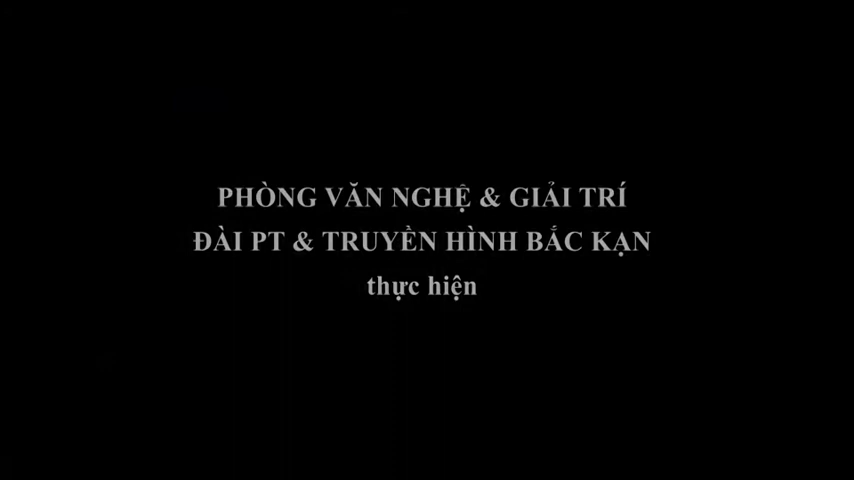 PHÒNG VĂN NGHỆ & GIẢI TRÍ
ĐÀI PT & TRUYỀN HÌNH BẮC KẠN
thực hiện